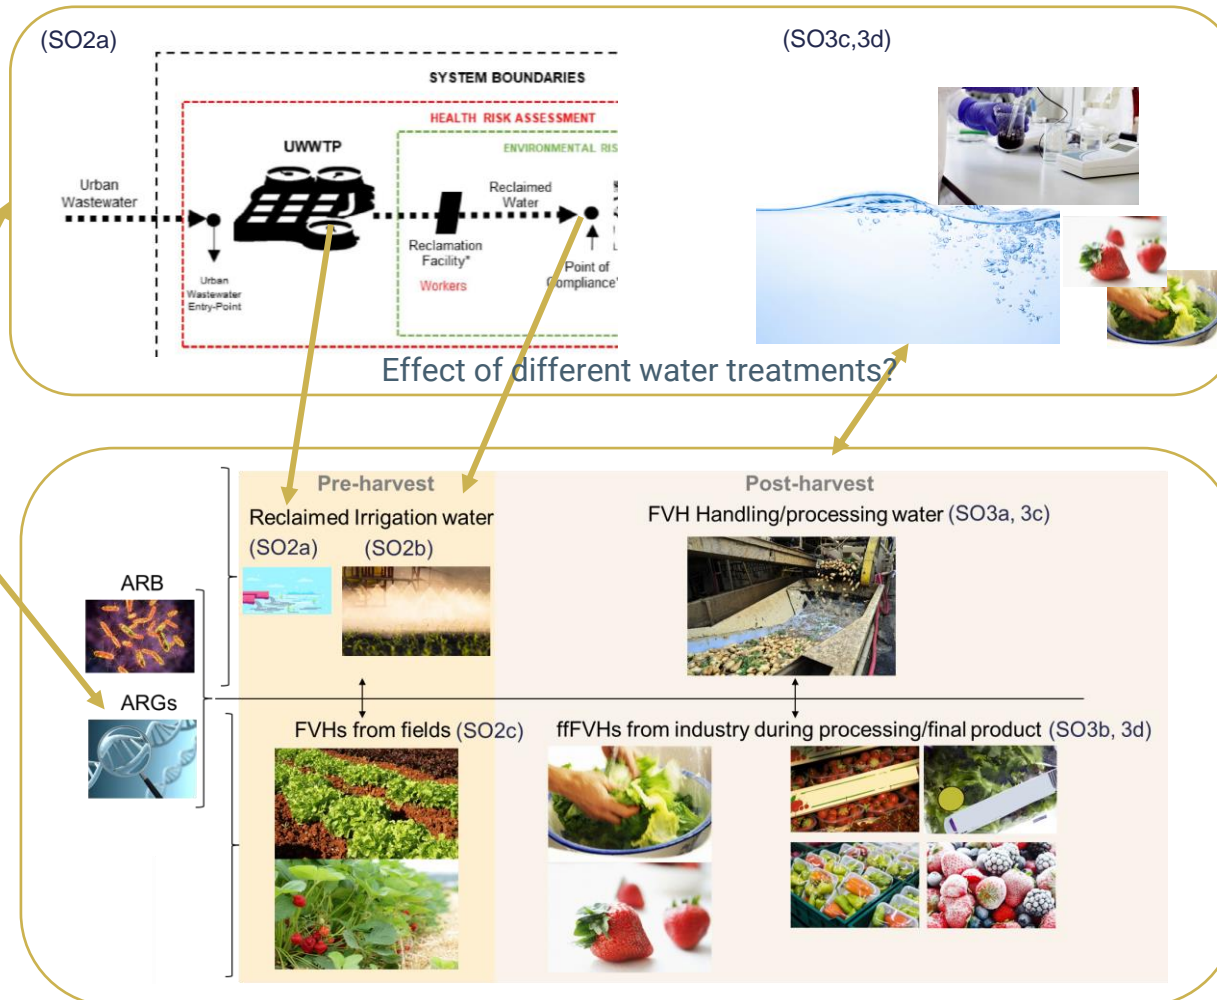 (SO2a)
(SO3c,3d)
SYSTEM BOUNDARIES
HEALTH RISK ASSESSMENT
ENVIRONMENTAL RIS
UWWTP
Urban
Wastewater
Reclaimed
Water
Urban
Wastewater
Entry-Point
Reclamation
Facility*
Workers
Point of
Compliance*
Effect of different water treatments?
Pre-harvest
Post-harvest
Reclaimed Irrigation water
(SO2a)
(SO2b)
FVH Handling/processing water (SO3a, 3c)
ARB
ARGs
FVHs from fields (SO2c)
ffFVHs from industry during processing/final product (SO3b, 3d)